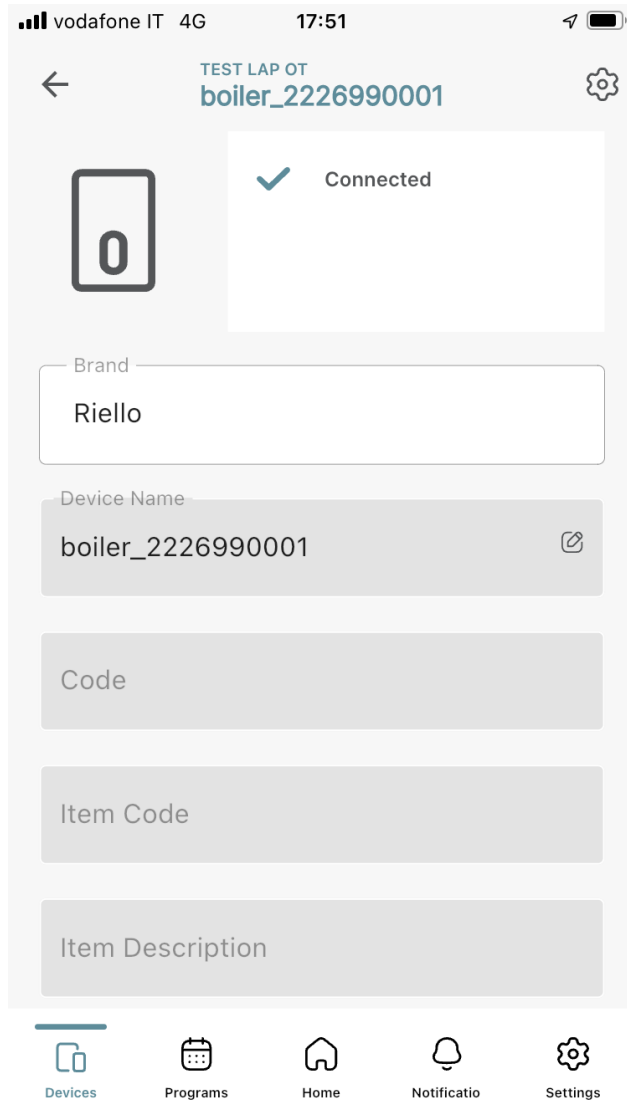 vodafone IT 4G 17:51
TEST LAP OT
boiler_2226990001
Connected
Brand
Riello
Device Name
boiler_2226990001
Code
Item Code
Item Description
Devices Programs Home Notificatio Settings